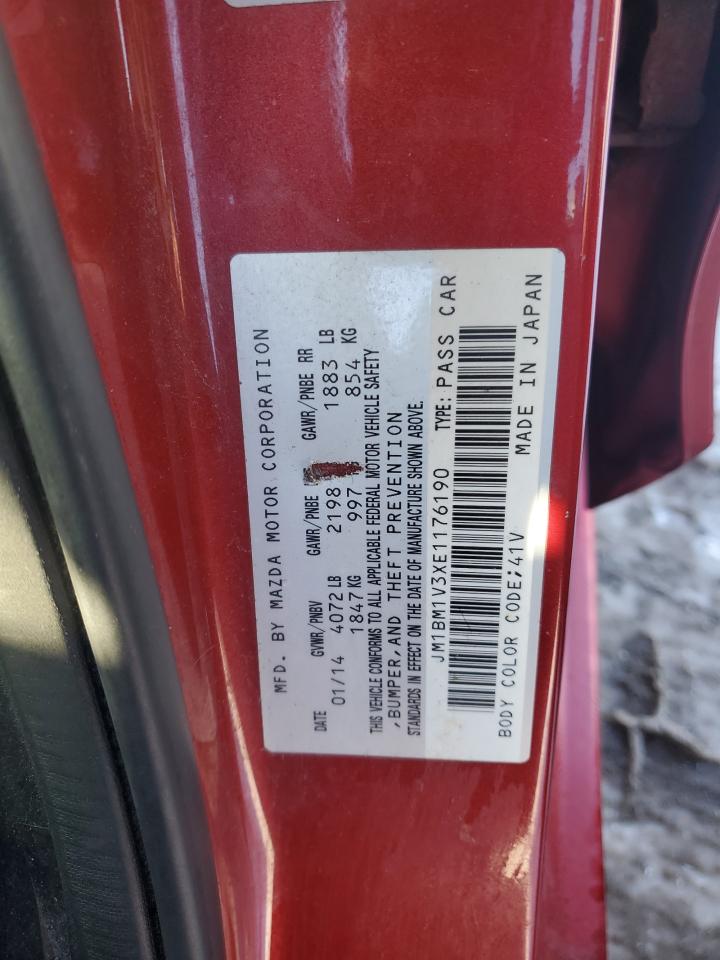 MFD. BY MAZDA MOTOR CORPORATION
DATE GVWR/PNBV GAWR/PNBE GAWR/PNBE RR
01/14 4072 LB 2198 1883 LB
1847 KG 997 854 KG
THIS VEHICLE CONFORMS TO ALL APPLICABLE FEDERAL MOTOR VEHICLE SAFETY
,BUMPER,AND THEFT PREVENTION
STANDARDS IN EFFECT ON THE DATE OF MANUFACTURE SHOWN ABOVE.
JM1BM1V3XE1176190 TYPE: PASS CAR
BODY COLOR CODE;41V MADE IN JAPAN